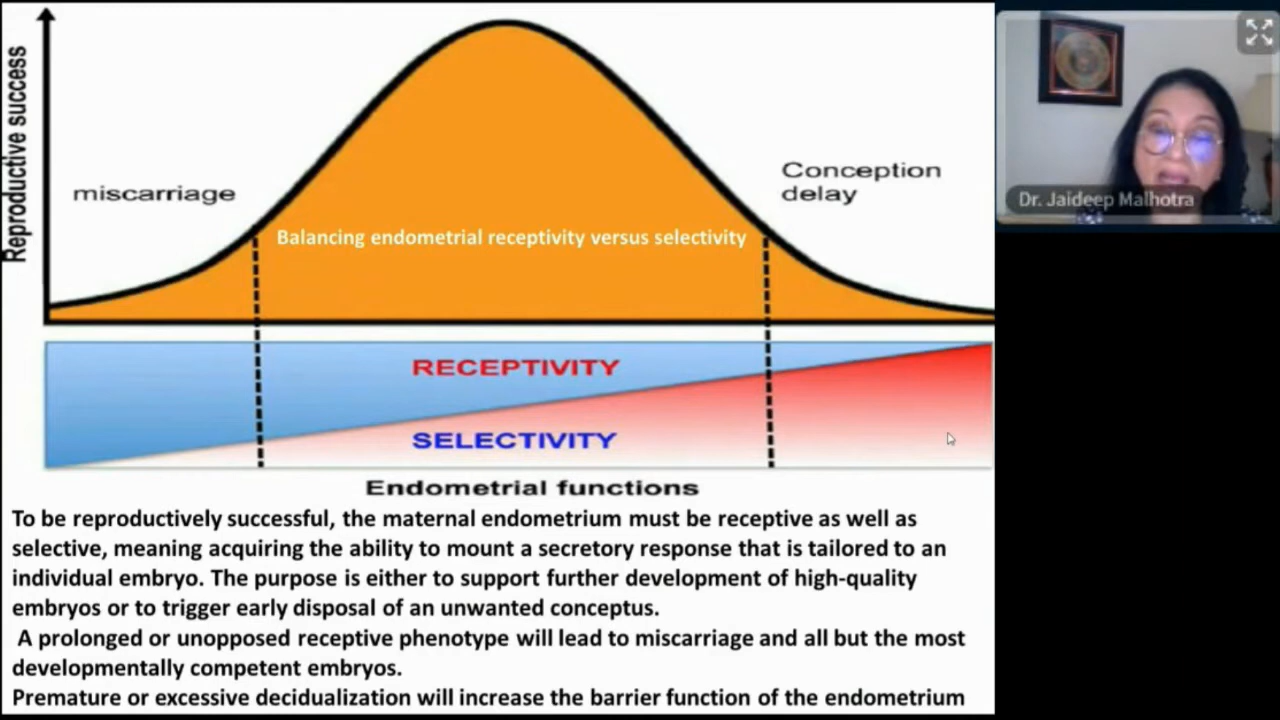 Reproductive success
miscarriage
Conception
delay
Balancing endometrial receptivity versus selectivity
RECEPTIVITY
SELECTIVITY
Endometrial functions
To be reproductively successful, the maternal endometrium must be receptive as well as
selective, meaning acquiring the ability to mount a secretory response that is tailored to an
individual embryo. The purpose is either to support further development of high-quality
embryos or to trigger early disposal of an unwanted conceptus.
A prolonged or unopposed receptive phenotype will lead to miscarriage and all but the most
developmentally competent embryos.
Premature or excessive decidualization will increase the barrier function of the endometrium
Dr. Jaideep Malhotra